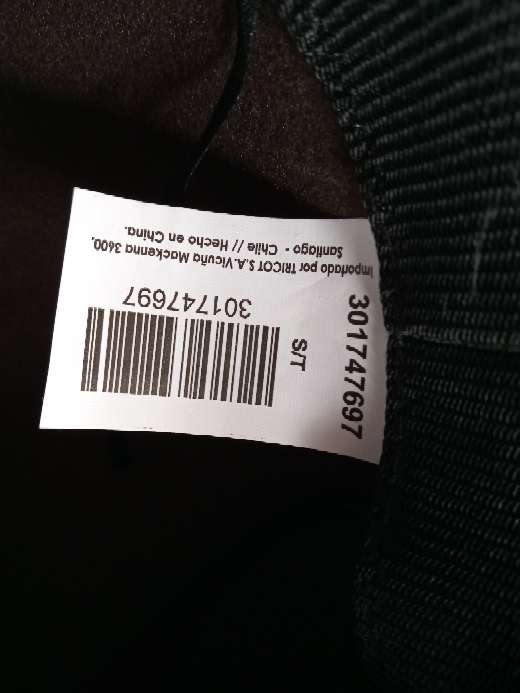 Importado por TRICOT S.A. Vicuña Mackenna 3600,
Santiago - Chile // Hecho en China.
301747697
S/T
301747697